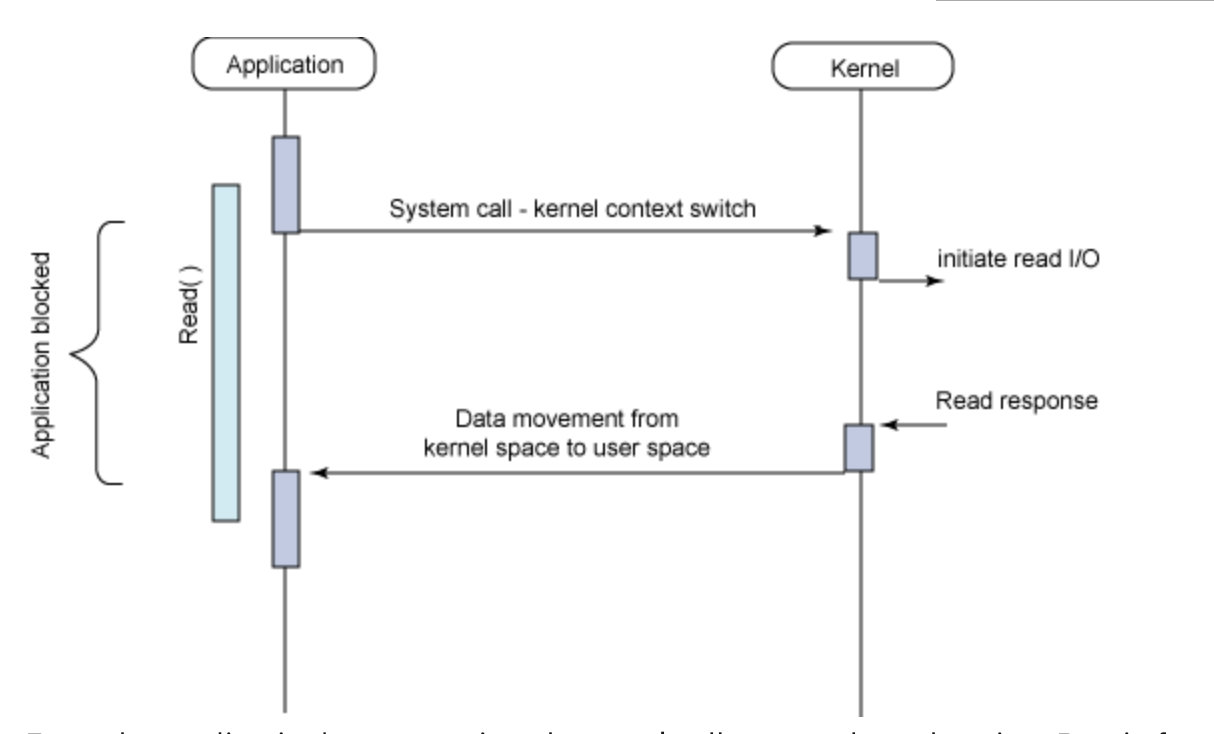 Application
Kernel
System call - kernel context switch
initiate read I/O
Application blocked
Read( )
Read response
Data movement from
kernel space to user space